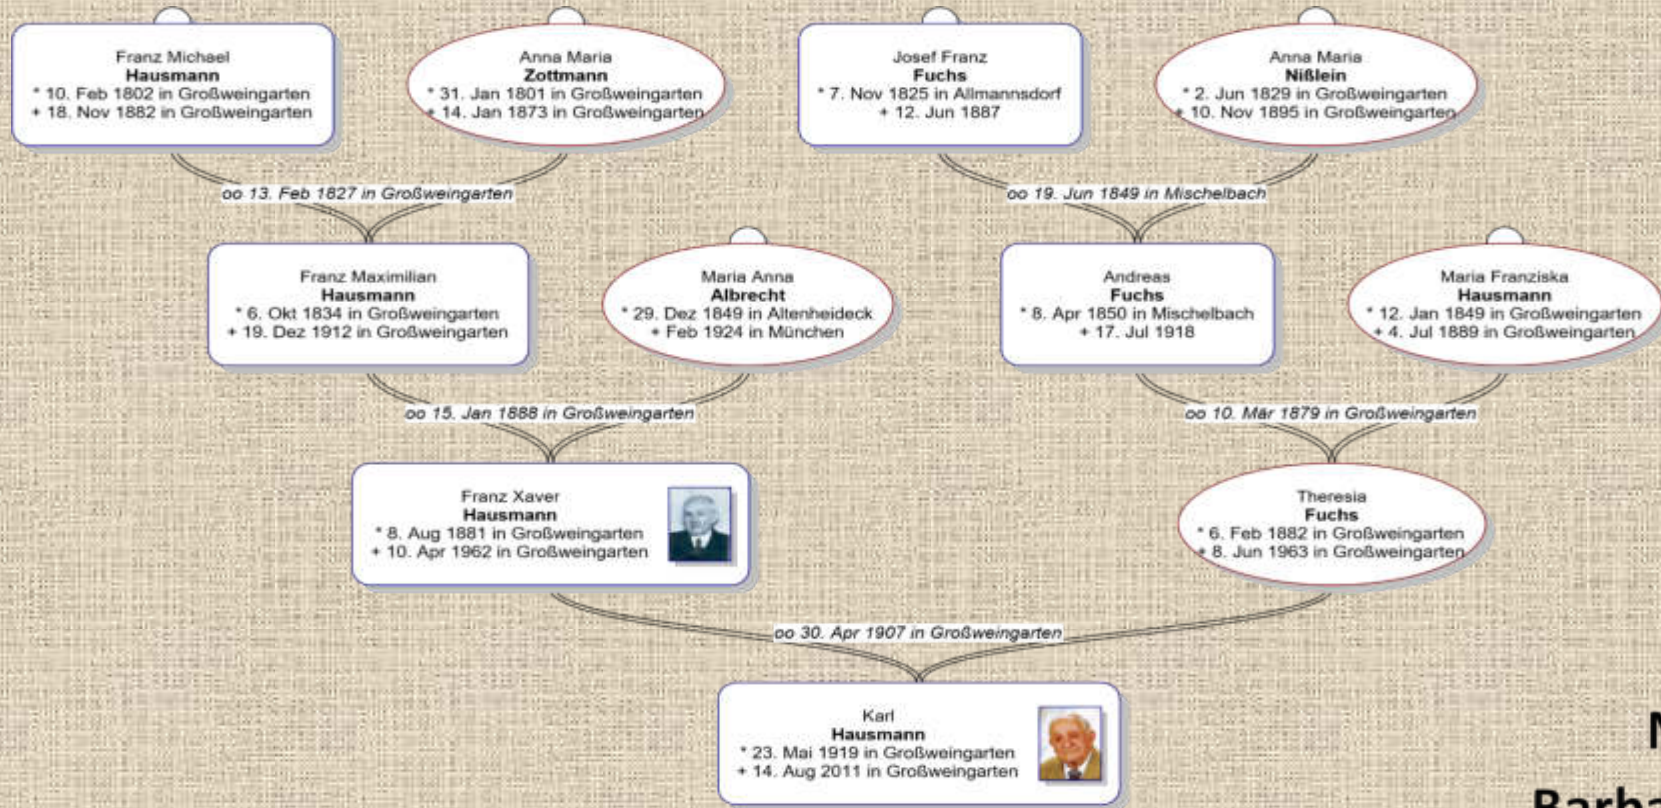 Franz Michael
Hausmann
* 10. Feb 1802 in Großweingarten
+ 18. Nov 1882 in Großweingarten
Anna Maria
Zottmann
* 31. Jan 1801 in Großweingarten
+ 14. Jan 1873 in Großweingarten
Josef Franz
Fuchs
* 7. Nov 1825 in Allmannsdorf
+ 12. Jun 1887
Anna Maria
Nißlein
* 2. Jun 1829 in Großweingarten
+ 10. Nov 1895 in Großweingarten
oo 13. Feb 1827 in Großweingarten
oo 19. Jun 1849 in Mischelbach
Franz Maximilian
Hausmann
* 6. Okt 1834 in Großweingarten
+ 19. Dez 1912 in Großweingarten
Maria Anna
Albrecht
* 29. Dez 1849 in Altenheideck
+ Feb 1924 in München
Andreas
Fuchs
* 8. Apr 1850 in Mischelbach
+ 17. Jul 1918
Maria Franziska
Hausmann
* 12. Jan 1849 in Großweingarten
+ 4. Jul 1889 in Großweingarten
oo 15. Jan 1888 in Großweingarten
oo 10. Mär 1879 in Großweingarten
Franz Xaver
Hausmann
* 8. Aug 1881 in Großweingarten
+ 10. Apr 1962 in Großweingarten
Theresia
Fuchs
* 6. Feb 1882 in Großweingarten
+ 8. Jun 1963 in Großweingarten
oo 30. Apr 1907 in Großweingarten
Karl
Hausmann
* 23. Mai 1919 in Großweingarten
+ 14. Aug 2011 in Großweingarten